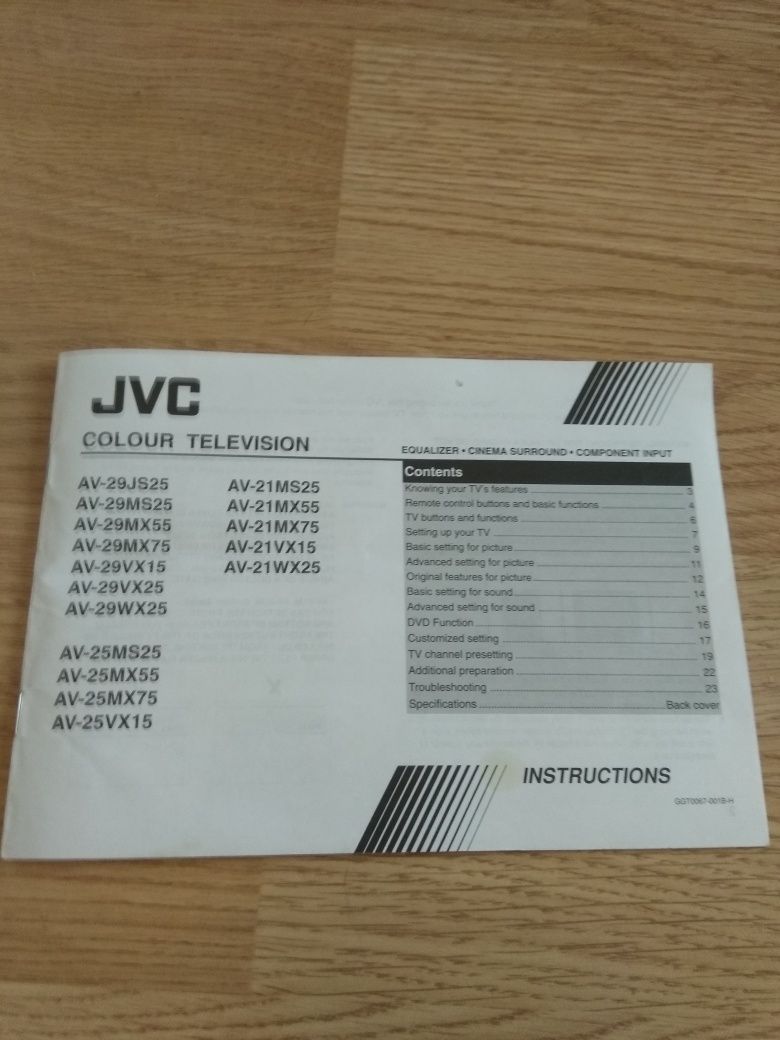 JVC
COLOUR TELEVISION
AV-29JS25
AV-29MS25
AV-29MX55
AV-29MX75
AV-29VX15
AV-29VX25
AV-29WX25
AV-25MS25
AV-25MX55
AV-25MX75
AV-25VX15
AV-21MS25
AV-21MX55
AV-21MX75
AV-21VX15
AV-21WX25
EQUALIZER • CINEMA SURROUND • COMPONENT INPUT
Contents
Knowing your TV's features 3
Remote control buttons and basic functions 4
TV buttons and functions 6
Setting up your TV 7
Basic setting for picture 9
Advanced setting for picture 11
Original features for picture 12
Basic setting for sound 14
Advanced setting for sound 15
DVD Function 16
Customized setting 17
TV channel presetting 19
Additional preparation 22
Troubleshooting 23
Specifications Back cover
INSTRUCTIONS
GGT0067-001B-H